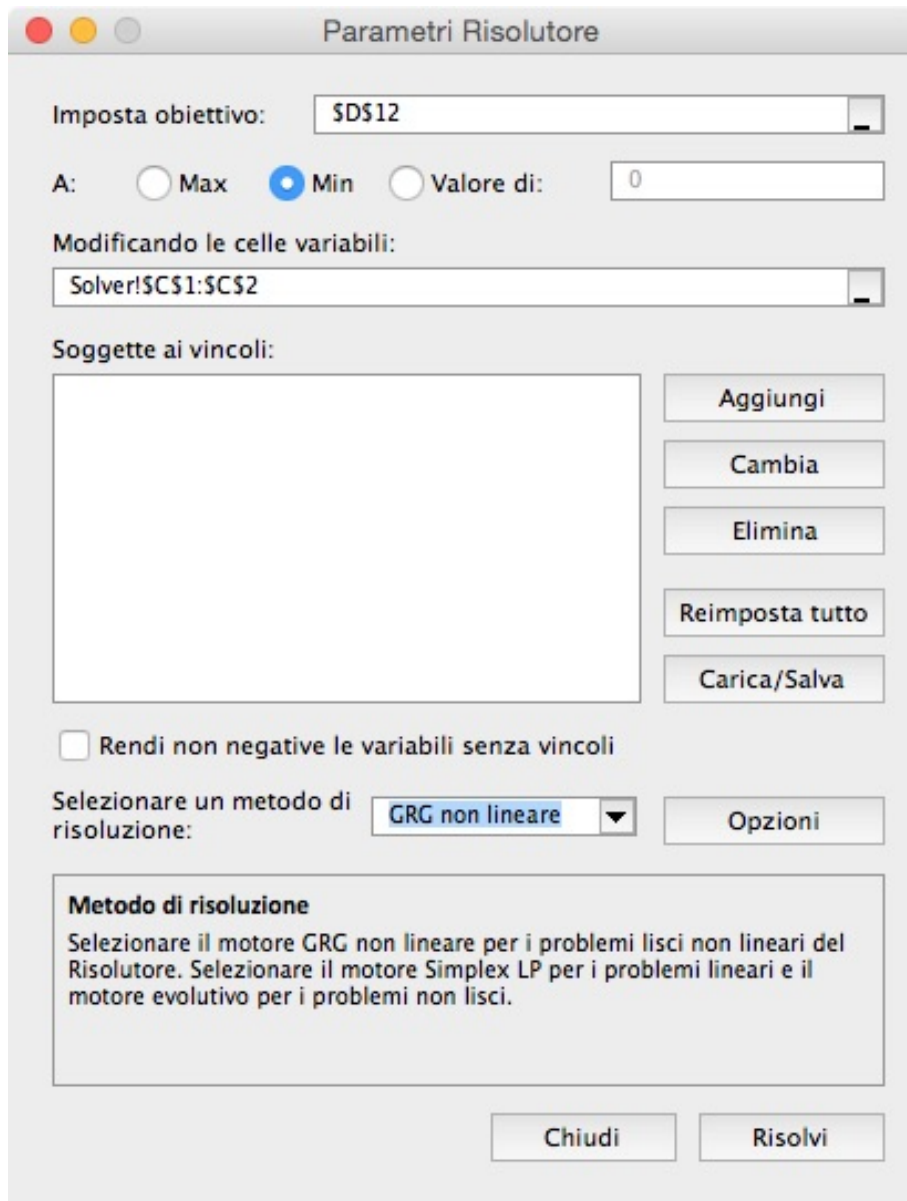 Parametri Risolutore
Imposta obiettivo: $D$12
A: Max Min Valore di: 0
Modificando le celle variabili:
Solver!$C$1:$C$2
Soggette ai vincoli:
Aggiungi
Cambia
Elimina
Reimposta tutto
Carica/Salva
Rendi non negative le variabili senza vincoli
Selezionare un metodo di
risoluzione:
GRG non lineare
Opzioni
Metodo di risoluzione
Selezionare il motore GRG non lineare per i problemi lisci non lineari del
Risolutore. Selezionare il motore Simplex LP per i problemi lineari e il
motore evolutivo per i problemi non lisci.
Chiudi Risolvi